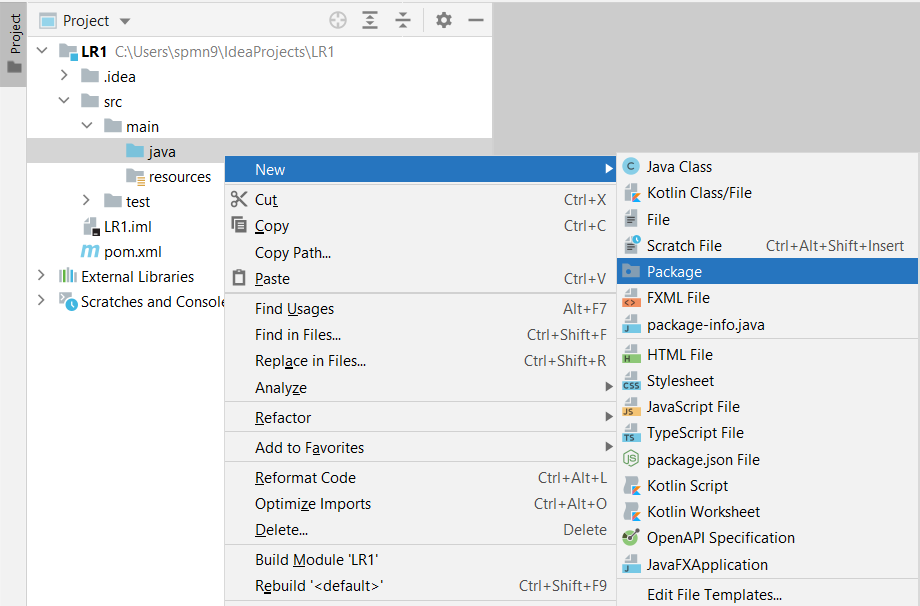 Project
Project
LR1 C:\Users\spmn9\IdeaProjects\LR1
.idea
src
main
java
resources
test
LR1.iml
pom.xml
External Libraries
Scratches and Console
New
Cut Ctrl+X
Copy Ctrl+C
Copy Path...
Paste Ctrl+V
Find Usages Alt+F7
Find in Files... Ctrl+Shift+F
Replace in Files... Ctrl+Shift+R
Analyze
Refactor
Add to Favorites
Reformat Code Ctrl+Alt+L
Optimize Imports Ctrl+Alt+O
Delete... Delete
Build Module 'LR1'
Rebuild '<default>' Ctrl+Shift+F9
Java Class
Kotlin Class/File
File
Scratch File Ctrl+Alt+Shift+Insert
Package
FXML File
package-info.java
HTML File
Stylesheet
JavaScript File
TypeScript File
package.json File
Kotlin Script
Kotlin Worksheet
OpenAPI Specification
JavaFXApplication
Edit File Templates...